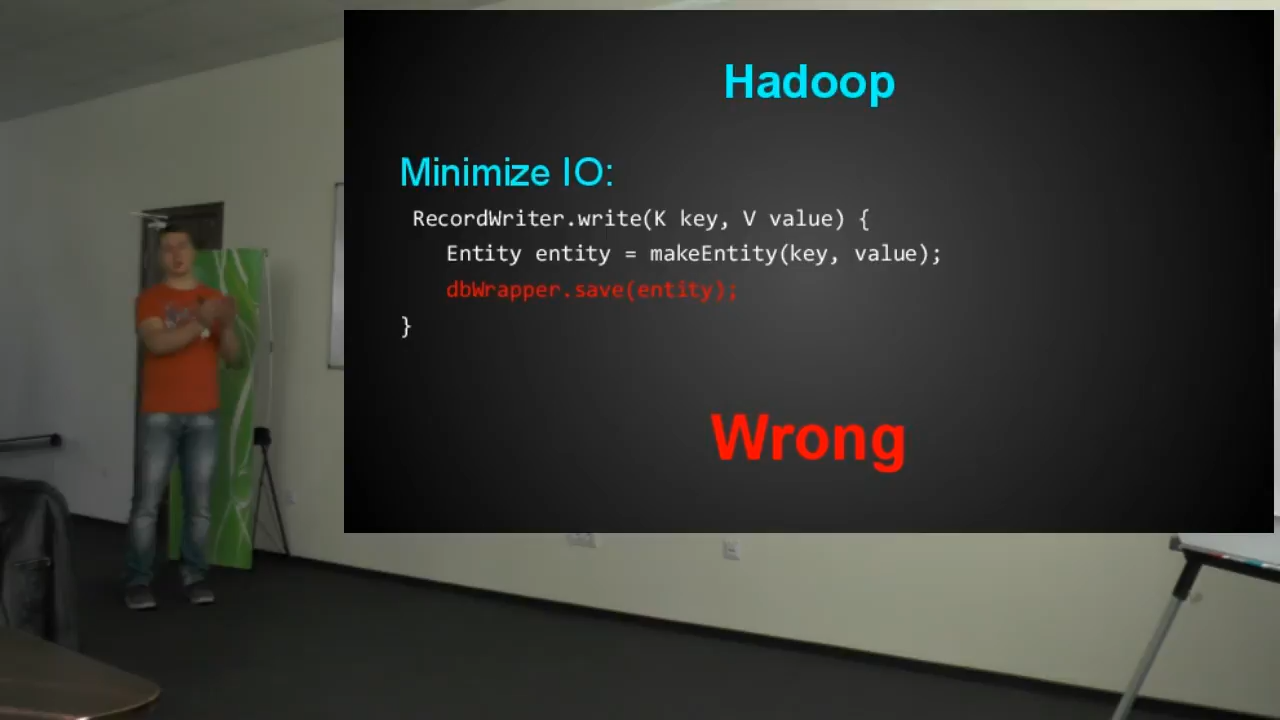 Hadoop
Minimize IO:
RecordWriter.write(K key, V value) {
Entity entity = makeEntity(key, value);
dbWrapper.save(entity);
}
Wrong